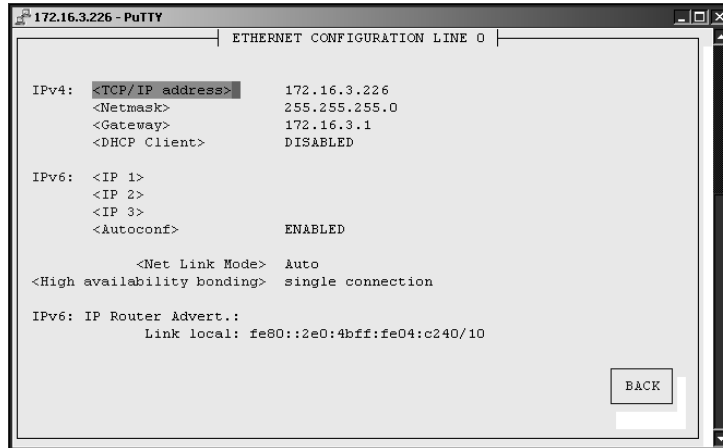 172.16.3.226 - PuTTY
ETHERNET CONFIGURATION LINE 0
IPv4: <TCP/IP address> 172.16.3.226
<Netmask> 255.255.255.0
<Gateway> 172.16.3.1
<DHCP Client> DISABLED
IPv6: <IP 1>
<IP 2>
<IP 3>
<Autoconf> ENABLED
<Net Link Mode> Auto
<High availability bonding> single connection
IPv6: IP Router Advert.:
Link local: fe80::2e0:4bff:fe04:c240/10
BACK